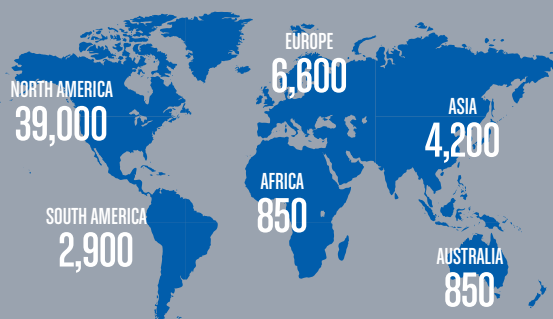 EUROPE
6,600
NORTH AMERICA
39,000
ASIA
4,200
AFRICA
850
SOUTH AMERICA
2,900
AUSTRALIA
850